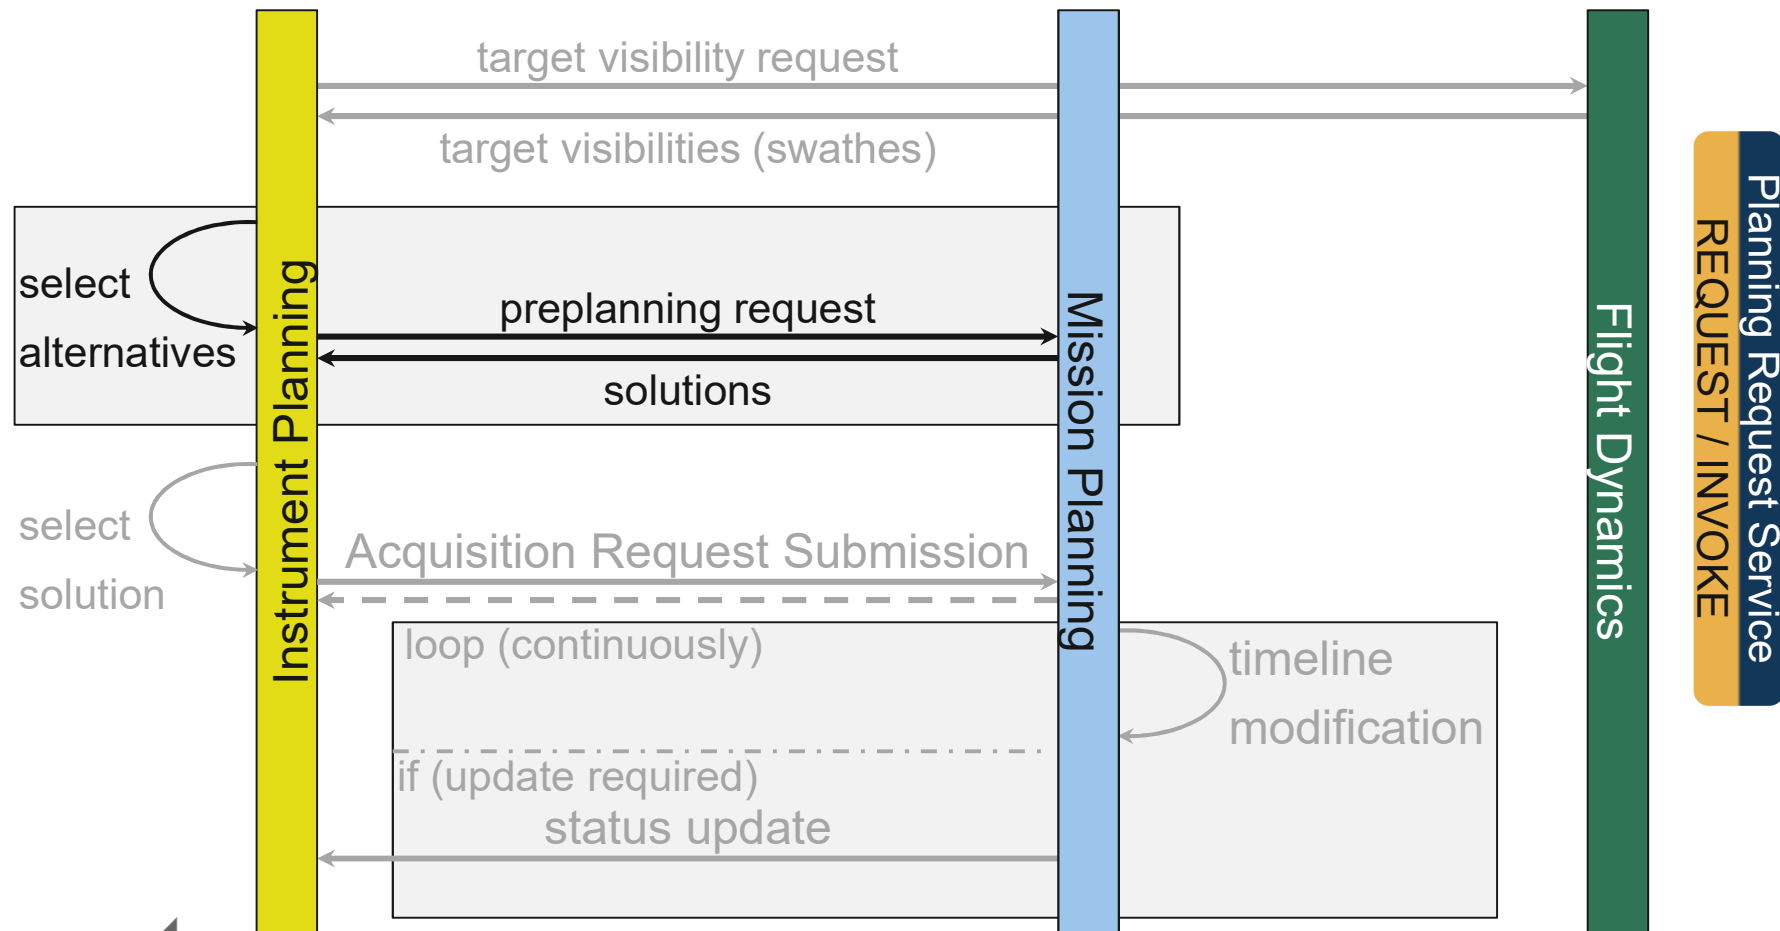 target visibility request
target visibilities (swathes)
select
alternatives
preplanning request
solutions
select
solution
Acquisition Request Submission
loop (continuously)
timeline
modification
if (update required)
status update
Instrument Planning
Mission Planning
Flight Dynamics
Planning Request Service
REQUEST / INVOKE